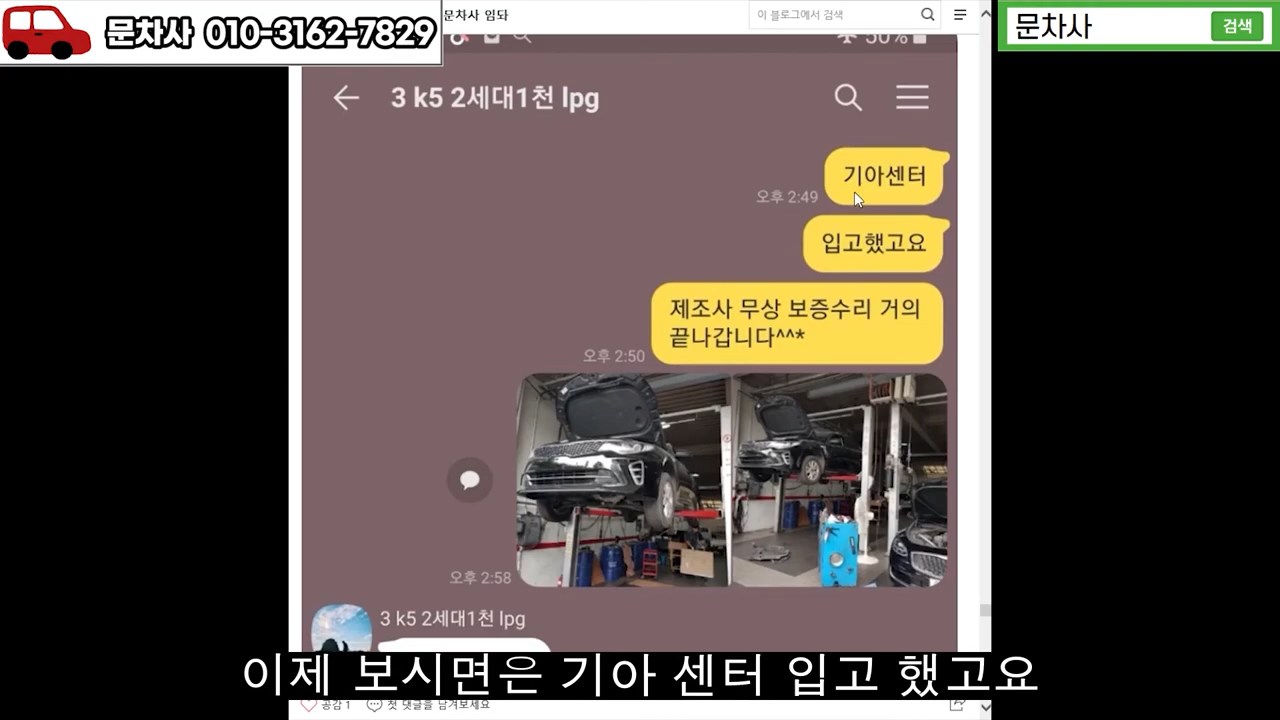 문차사 010-3162-7829
문차사 임돠
이 블로그에서 검색
문차사
검색
50%
3 k5 2세대1천 lpg
기아센터
오후 2:49
입고했고요
제조사 무상 보증수리 거의
끝나갑니다^^*
오후 2:50
오후 2:58
3 k5 2세대1천 lpg
이제 보시면은 기아 센터 입고 했고요
공감 1
첫 댓글을 남겨보세요